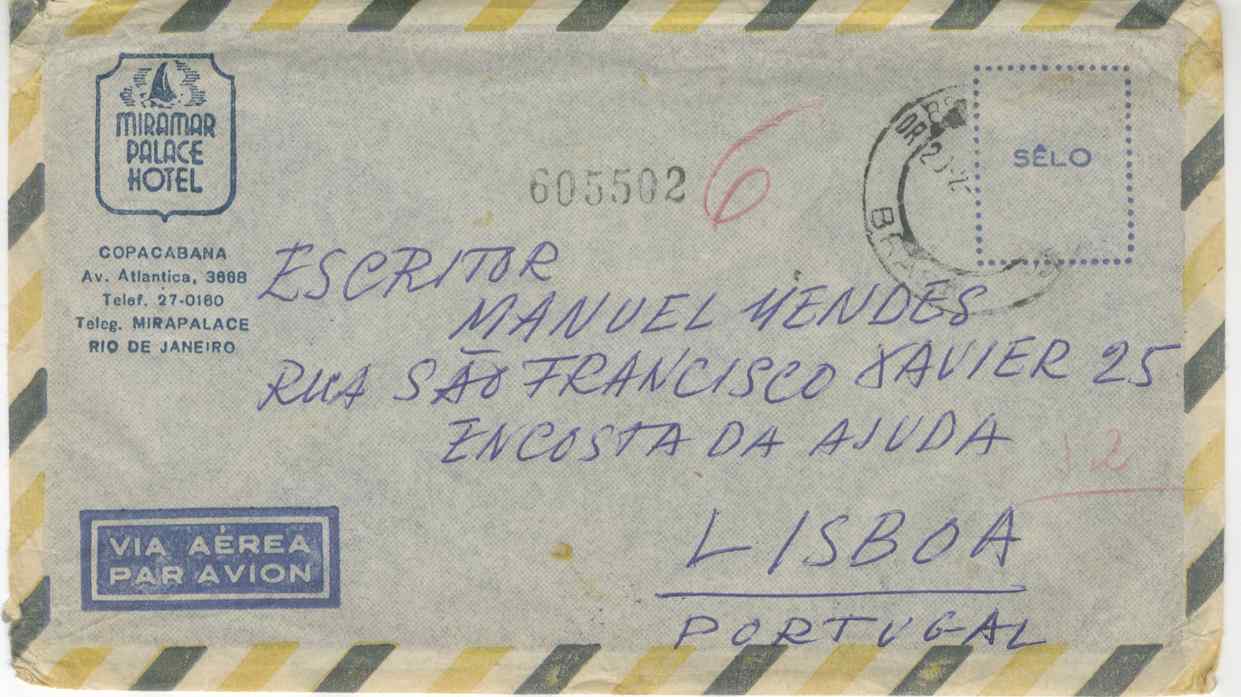 MIRAMAR
PALACE
HOTEL
COPACABANA
Av. Atlantica, 3668
Telef. 27-0160
Teleg. MIRAPALACE
RIO DE JANEIRO
605502
6
SÊLO
ESCRITOR
MANUEL MENDES
RUA SÃO FRANCISCO XAVIER 25
ENCOSTA DA AJUDA
LISBOA
PORTUGAL
VIA AÉREA
PAR AVION